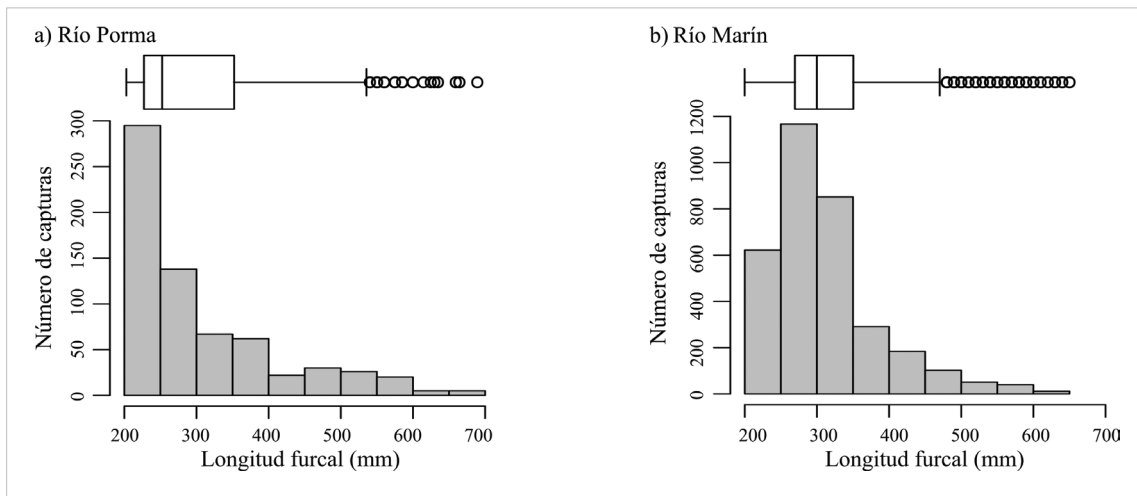 a) Río Porma
300
250
200
150
100
50
0
Número de capturas
200 300 400 500 600 700
Longitud furcal (mm)
b) Río Marín
1200
1000
800
600
400
200
0
Número de capturas
200 300 400 500 600 700
Longitud furcal (mm)